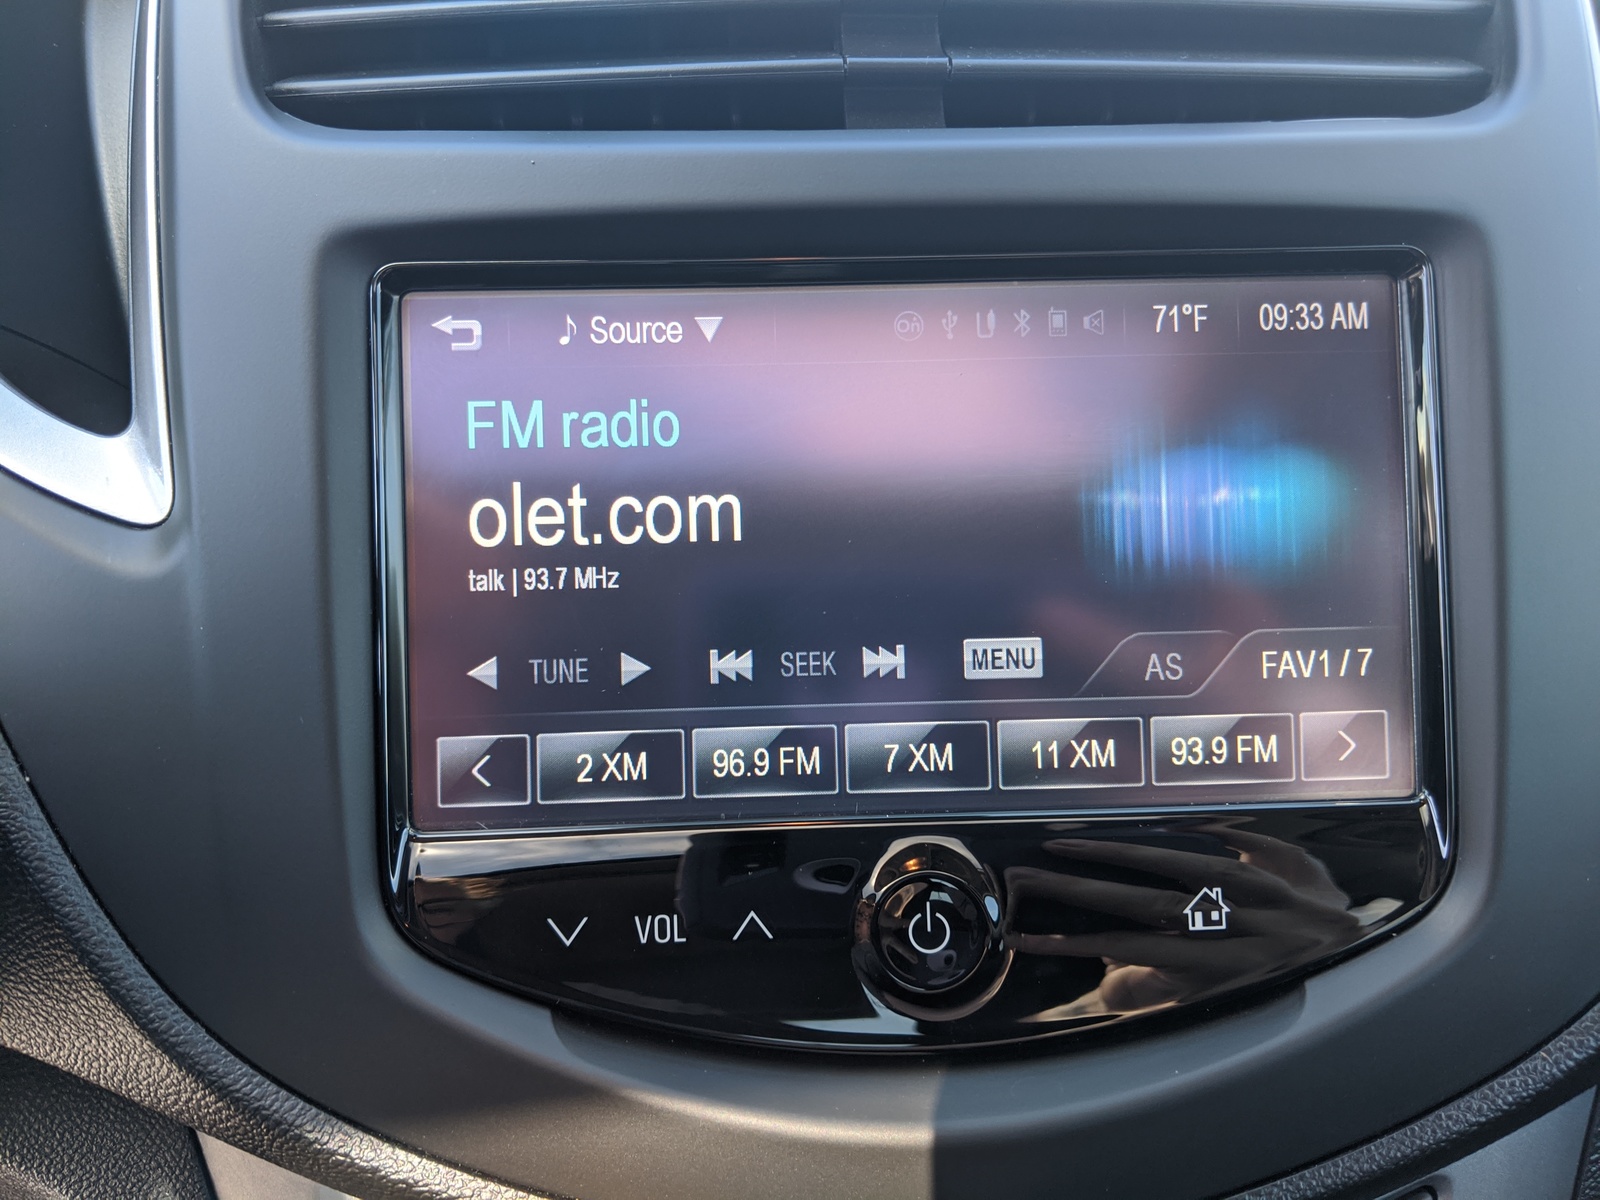 Source 71°F 09:33 AM
FM radio
olet.com
talk | 93.7 MHz
TUNE SEEK MENU AS FAV1 / 7
< 2 XM 96.9 FM 7 XM 11 XM 93.9 FM >
VOL